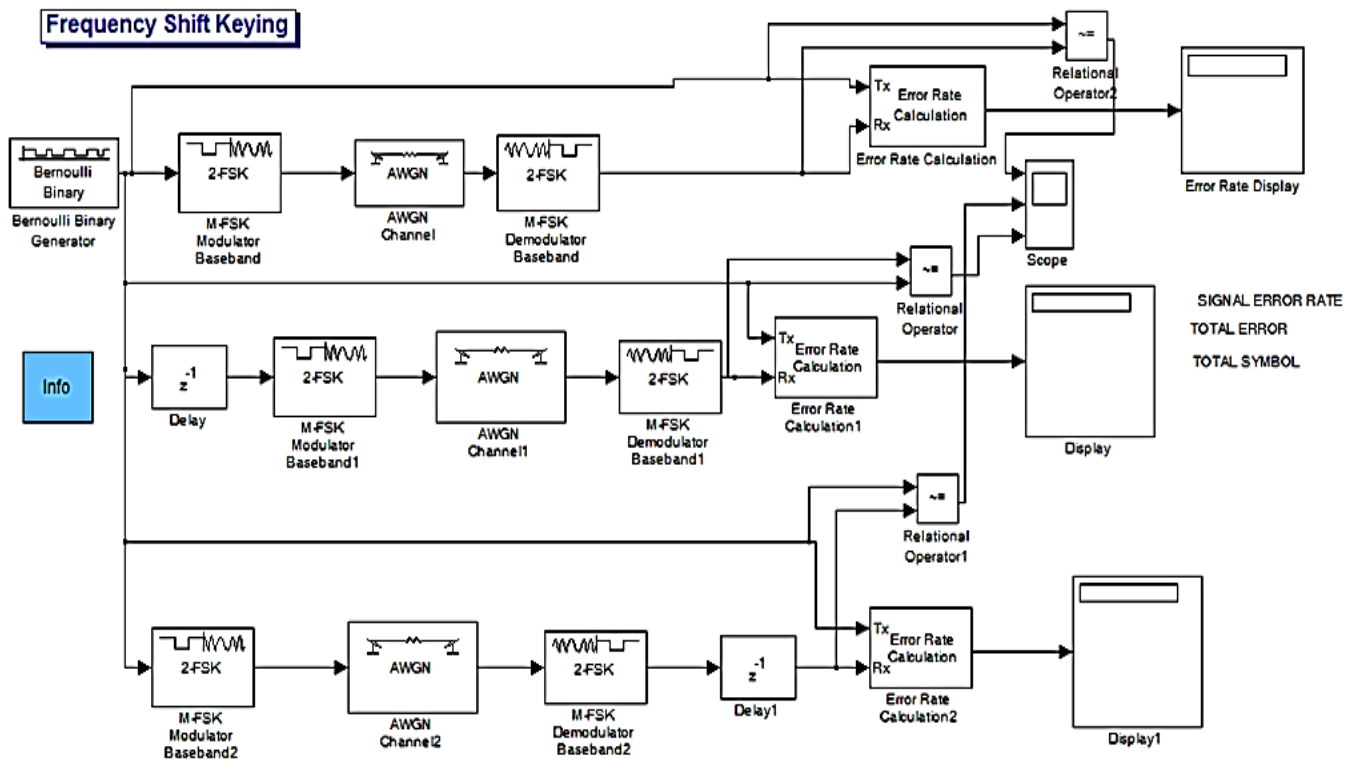 Frequency Shift Keying
~=
Relational
Operator2
Tx
Rx
Error Rate
Calculation
Error Rate Calculation
Error Rate Display
Bernoulli
Binary
Bernoulli Binary
Generator
2-FSK
M-FSK
Modulator
Baseband
AWGN
AWGN
Channel
2-FSK
M-FSK
Demodulator
Baseband
Scope
~=
Relational
Operator
SIGNAL ERROR RATE
TOTAL ERROR
TOTAL SYMBOL
Info
z-1
Delay
2-FSK
M-FSK
Modulator
Baseband1
AWGN
AWGN
Channel1
2-FSK
M-FSK
Demodulator
Baseband1
Tx
Rx
Error Rate
Calculation
Error Rate
Calculation1
Display
~=
Relational
Operator1
2-FSK
M-FSK
Modulator
Baseband2
AWGN
AWGN
Channel2
2-FSK
M-FSK
Demodulator
Baseband2
z-1
Delay1
Tx
Rx
Error Rate
Calculation
Error Rate
Calculation2
Display1